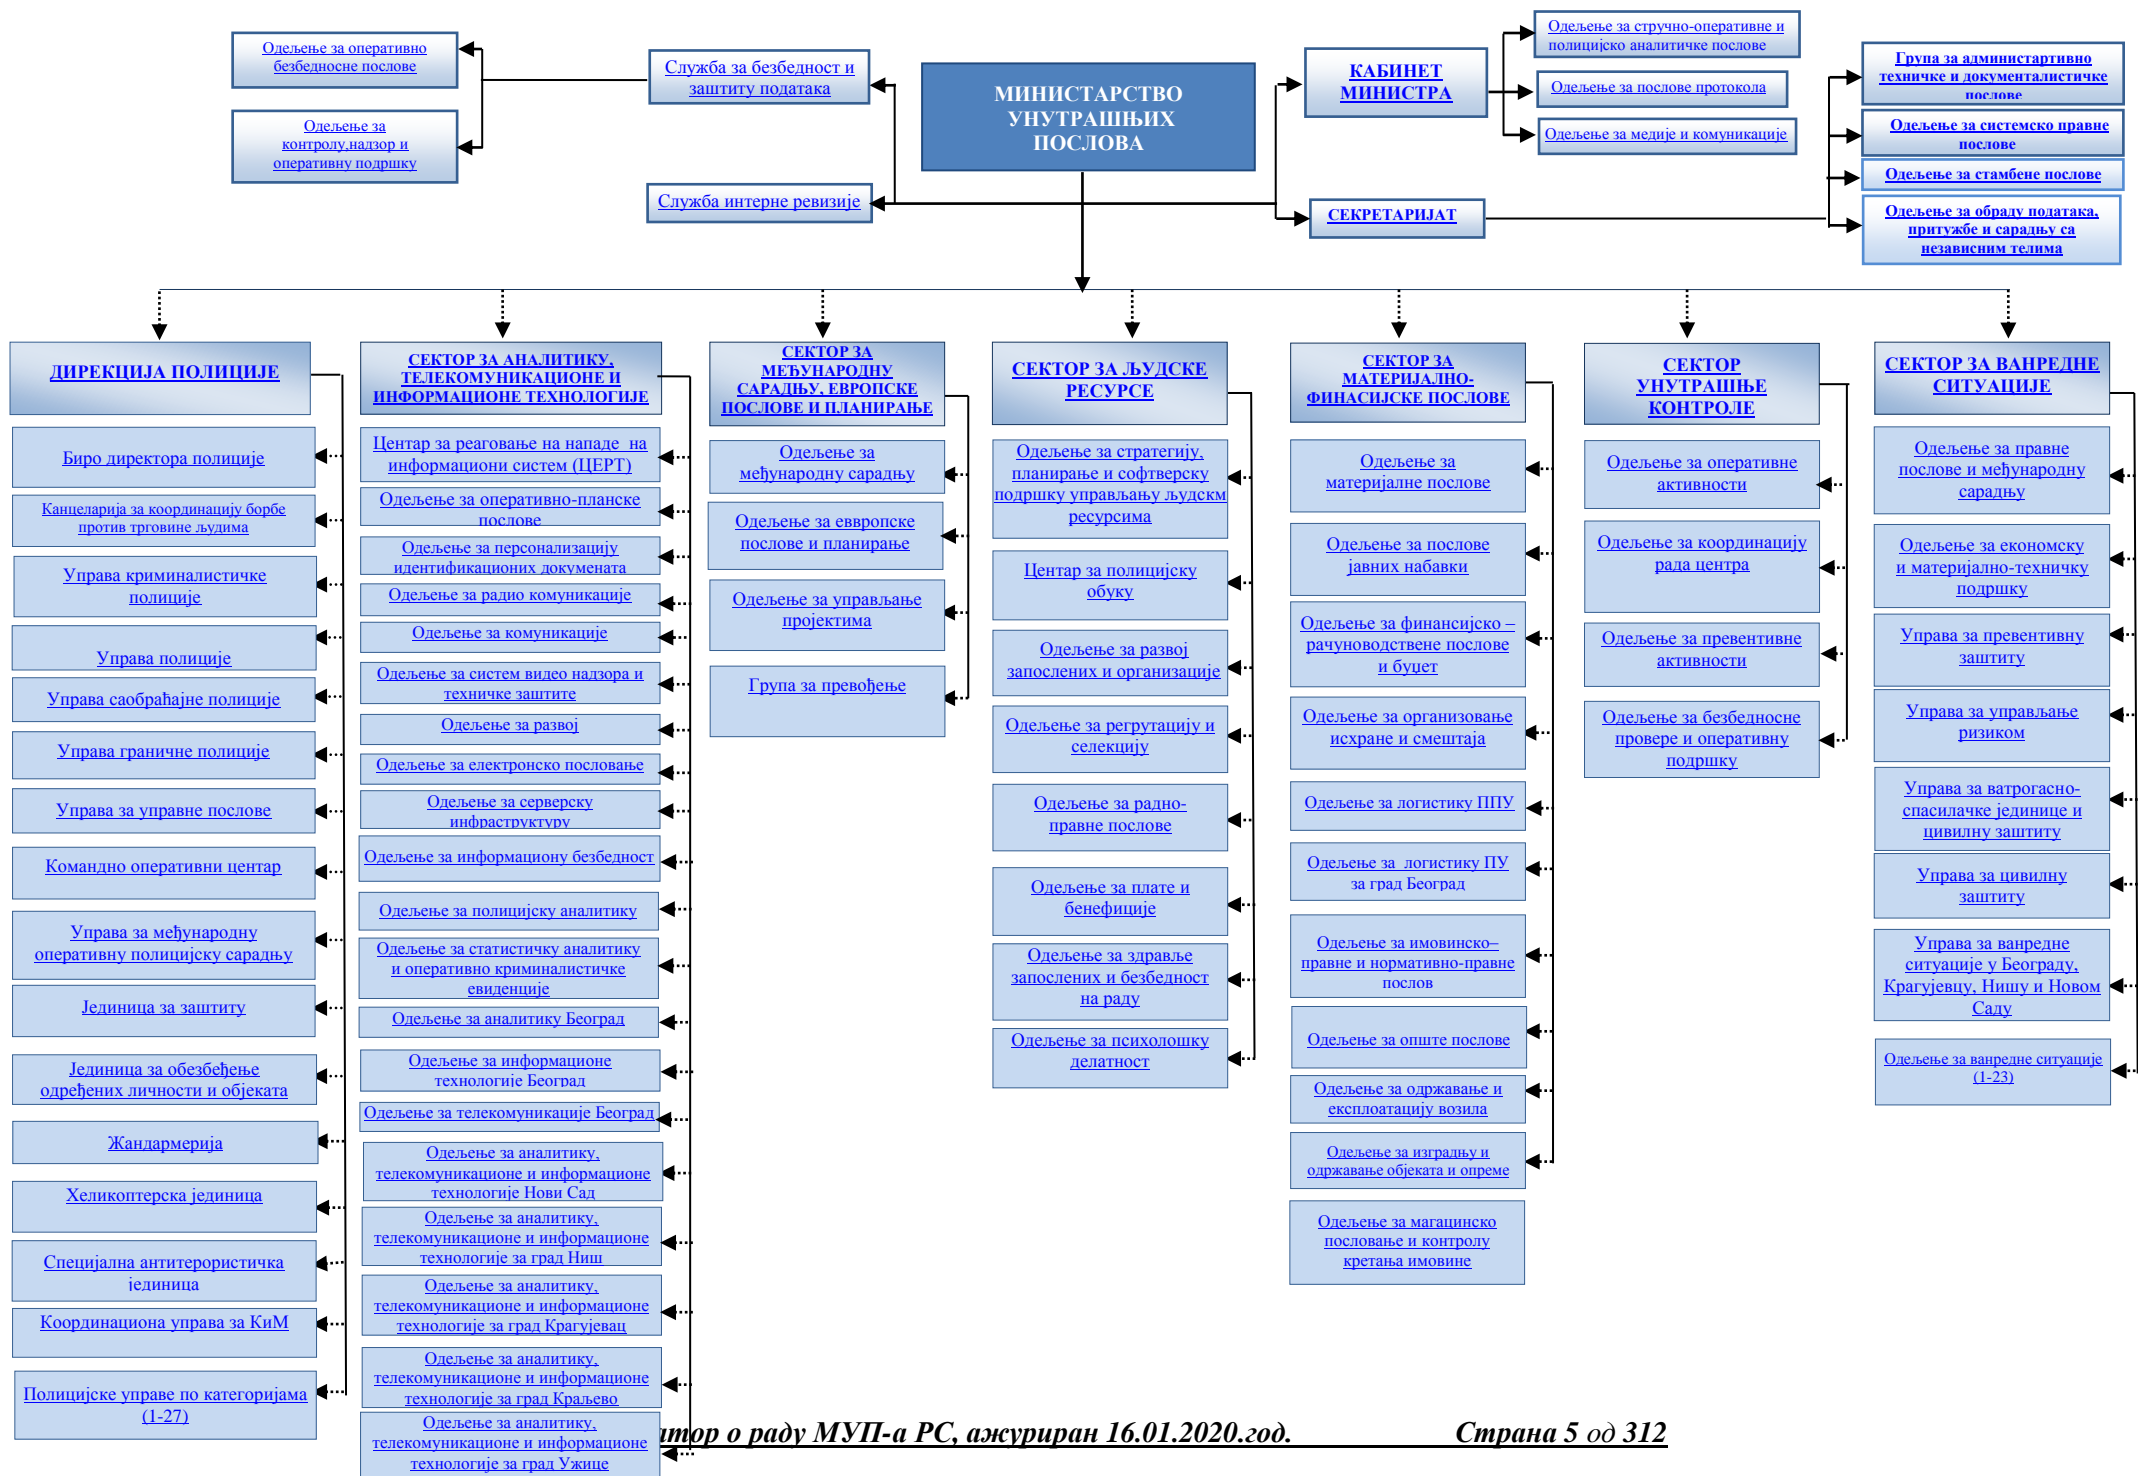 Одељење за оперативно
безбедносне послове
Одељење за
контролу,надзор и
оперативну подршку
Служба за безбедност и
заштиту података
Служба интерне ревизије
МИНИСТАРСТВО
УНУТРАШЊИХ
ПОСЛОВА
КАБИНЕТ
МИНИСТРА
СЕКРЕТАРИЈАТ
Одељење за стручно-оперативне и
полицијско аналитичке послове
Одељење за послове протокола
Одељење за медије и комуникације
Група за администартивно
техничке и документалистичке
послове
Одељење за системско правне
послове
Одељење за стамбене послове
Одељење за обраду података,
притужбе и сарадњу са
независним телима
ДИРЕКЦИЈА ПОЛИЦИЈЕ
Биро директора полиције
Канцеларија за координацију борбе
против трговине људима
Управа криминалистичке
полиције
Управа полиције
Управа саобраћајне полиције
Управа граничне полиције
Управа за управне послове
Командно оперативни центар
Управа за међународну
оперативну полицијску сарадњу
Јединица за заштиту
Јединица за обезбеђење
одређених личности и објеката
Жандармерија
Хеликоптерска јединица
Специјална антитерористичка
јединица
Координациона управа за КиМ
Полицијске управе по категоријама
(1-27)
СЕКТОР ЗА АНАЛИТИКУ,
ТЕЛЕКОМУНИКАЦИОНЕ И
ИНФОРМАЦИОНЕ ТЕХНОЛОГИЈЕ
Центар за реаговање на нападе на
информациони систем (ЦЕРТ)
Одељење за оперативно-планске
послове
Одељење за персонализацију
идентификационих докумената
Одељење за радио комуникације
Одељење за комуникације
Одељење за систем видео надзора и
техничке заштите
Одељење за развој
Одељење за електронско пословање
Одељење за серверску
инфраструктуру
Одељење за информациону безбедност
Одељење за полицијску аналитику
Одељење за статистичку аналитику
и оперативно криминалистичке
евиденције
Одељење за аналитику Београд
Одељење за информационе
технологије Београд
Одељење за телекомуникације Београд
Одељење за аналитику,
телекомуникационе и информационе
технологије Нови Сад
Одељење за аналитику,
телекомуникационе и информационе
технологије за град Ниш
Одељење за аналитику,
телекомуникационе и информационе
технологије за град Крагујевац
Одељење за аналитику,
телекомуникационе и информационе
технологије за град Краљево
Одељење за аналитику,
телекомуникационе и информационе
технологије за град Ужице
СЕКТОР ЗА
МЕЂУНАРОДНУ
САРАДЊУ, ЕВРОПСКЕ
ПОСЛОВЕ И ПЛАНИРАЊЕ
Одељење за
међународну сарадњу
Одељење за еввропске
послове и планирање
Одељење за управљање
пројектима
Група за превођење
СЕКТОР ЗА ЉУДСКЕ
РЕСУРСЕ
Одељење за стратегију,
планирање и софтверску
подршку управљању људскм
ресурсима
Центар за полицијску
обуку
Одељење за развој
запослених и организације
Одељење за регрутацију и
селекцију
Одељење за радно-
правне послове
Одељење за плате и
бенефиције
Одељење за здравље
запослених и безбедност
на раду
Одељење за психолошку
делатност
СЕКТОР ЗА
МАТЕРИЈАЛНО-
ФИНАСИЈСКЕ ПОСЛОВЕ
Одељење за
материјалне послове
Одељење за послове
јавних набавки
Одељење за финансијско –
рачуноводствене послове
и буџет
Одељење за организовање
исхране и смештаја
Одељење за логистику ППУ
Одељење за логистику ПУ
за град Београд
Одељење за имовинско–
правне и нормативно-правне
послов
Одељење за опште послове
Одељење за одржавање и
експлоатацију возила
Одељење за изградњу и
одржавање објеката и опреме
Одељење за магацинско
пословање и контролу
кретања имовине
СЕКТОР
УНУТРАШЊЕ
КОНТРОЛЕ
Одељење за оперативне
активности
Одељење за координацију
рада центра
Одељење за превентивне
активности
Одељење за безбедносне
провере и оперативну
подршку
СЕКТОР ЗА ВАНРЕДНЕ
СИТУАЦИЈЕ
Одељење за правне
послове и међународну
сарадњу
Одељење за економску
и материјално-техничку
подршку
Управа за превентивну
заштиту
Управа за управљање
ризиком
Управа за ватрогасно-
спасилачке јединице и
цивилну заштиту
Управа за цивилну
заштиту
Управа за ванредне
ситуације у Београду,
Крагујевцу, Нишу и Новом
Саду
Одељење за ванредне ситуације
(1-23)
о раду МУП-а РС, ажуриран 16.01.2020.год. Страна 5 од 312